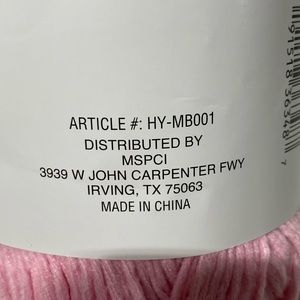 ARTICLE #: HY-MB001
DISTRIBUTED BY
MSPCI
3939 W JOHN CARPENTER FWY
IRVING, TX 75063
MADE IN CHINA